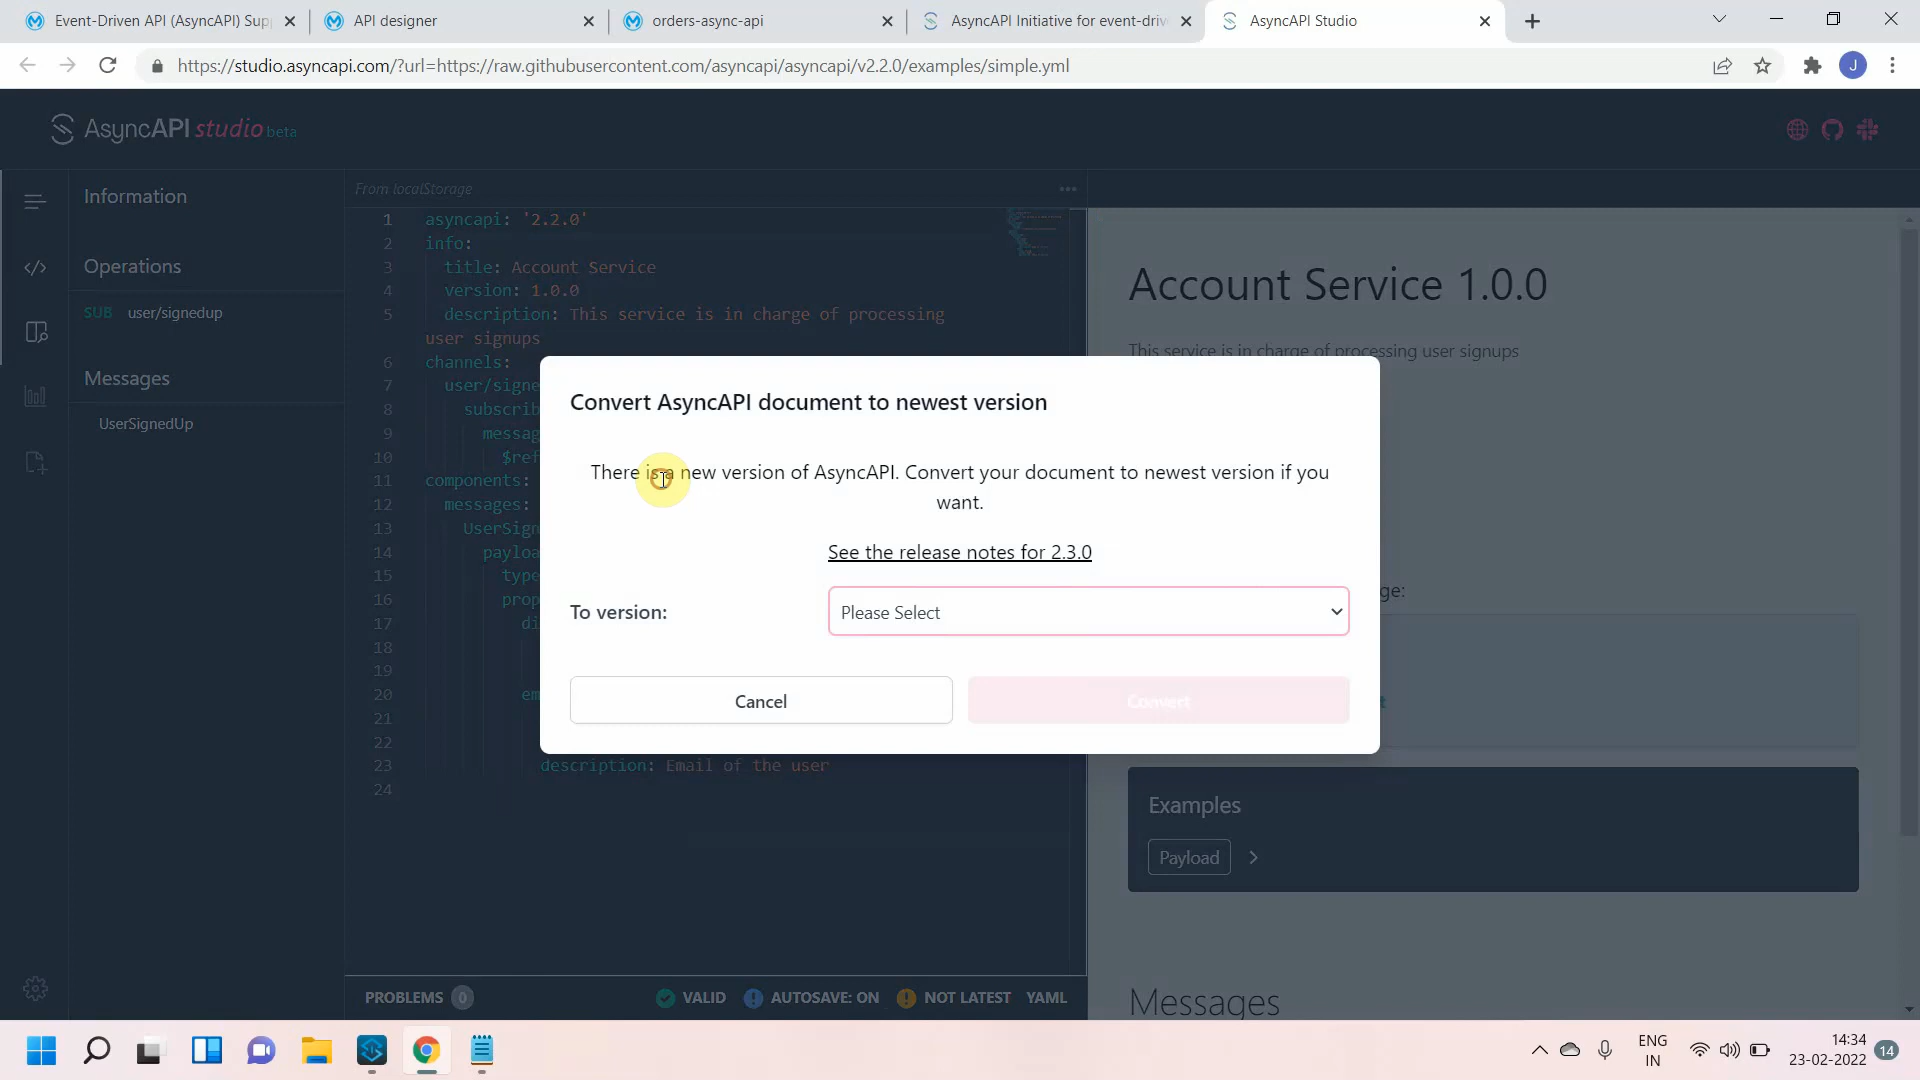 Event-Driven API (AsyncAPI) Sup
API designer
orders-async-api
AsyncAPI Initiative for event-driv
AsyncAPI Studio
https://studio.asyncapi.com/?url=https://raw.githubusercontent.com/asyncapi/asyncapi/v2.2.0/examples/simple.yml
J
AsyncAPI studio beta
Information
Operations
SUB user/signedup
Messages
UserSignedUp
From localStorage
1 asyncapi: '2.2.0'
2 info:
3 title: Account Service
4 version: 1.0.0
5 description: This service is in charge of processing
user signups
6 channels:
7 user/signe
8 subscrib
9 messag
10 $ref
11 components:
12 messages:
13 UserSign
14 payloa
15 type
16 prop
17 di
18
19
20 em
21
22
23 description: Email of the user
24
Account Service 1.0.0
This service is in charge of processing user signups
ge:
Convert AsyncAPI document to newest version
There is a new version of AsyncAPI. Convert your document to newest version if you
want.
See the release notes for 2.3.0
To version:
Please Select
Cancel
Convert
Examples
Payload
Messages
PROBLEMS 0
VALID
AUTOSAVE: ON
NOT LATEST
YAML
ENG
IN
14:34
23-02-2022
14